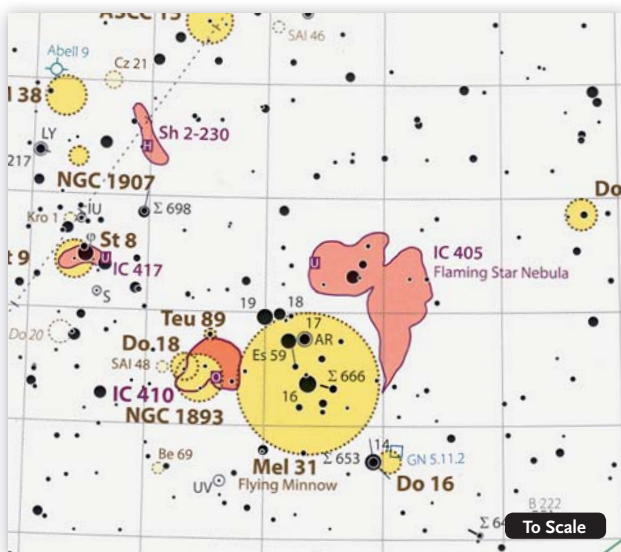 ASCC 15
SAI 46
Abell 9
Cz 21
138
Sh 2-230
LY
H
217
NGC 1907
Do
IU
Kro 1
Σ 698
φ
St 8
U
IC 405
Flaming Star Nebula
t 9
U
IC 417
S
19
18
Teu 89
17
AR
Do 20
Do.18
Es 59
SAI 48
O
Σ 666
IC 410
16
NGC 1893
14
Be 69
Mel 31
Σ 653
GN 5.11.2
Flying Minnow
UV
Do 16
B 222
Σ 64
To Scale